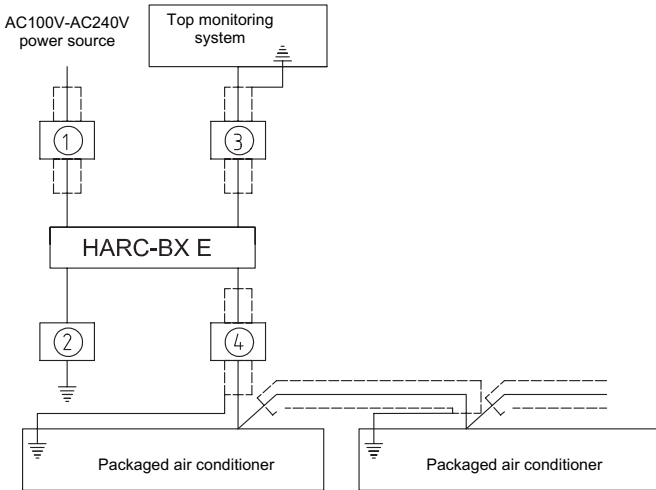 AC100V-AC240V
power source
Top monitoring
system
1
3
HARC-BX E
2
4
Packaged air conditioner
Packaged air conditioner